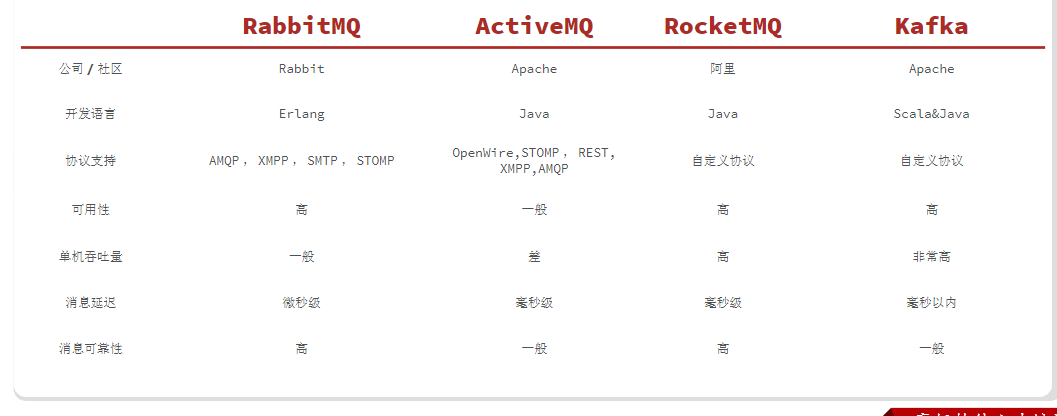 RabbitMQ ActiveMQ RocketMQ Kafka
公司/社区 Rabbit Apache 阿里 Apache
开发语言 Erlang Java Java Scala&Java
协议支持 AMQP, XMPP, SMTP, STOMP OpenWire,STOMP, REST, XMPP,AMQP 自定义协议 自定义协议
可用性 高 一般 高 高
单机吞吐量 一般 差 高 非常高
消息延迟 微秒级 毫秒级 毫秒级 毫秒以内
消息可靠性 高 一般 高 一般